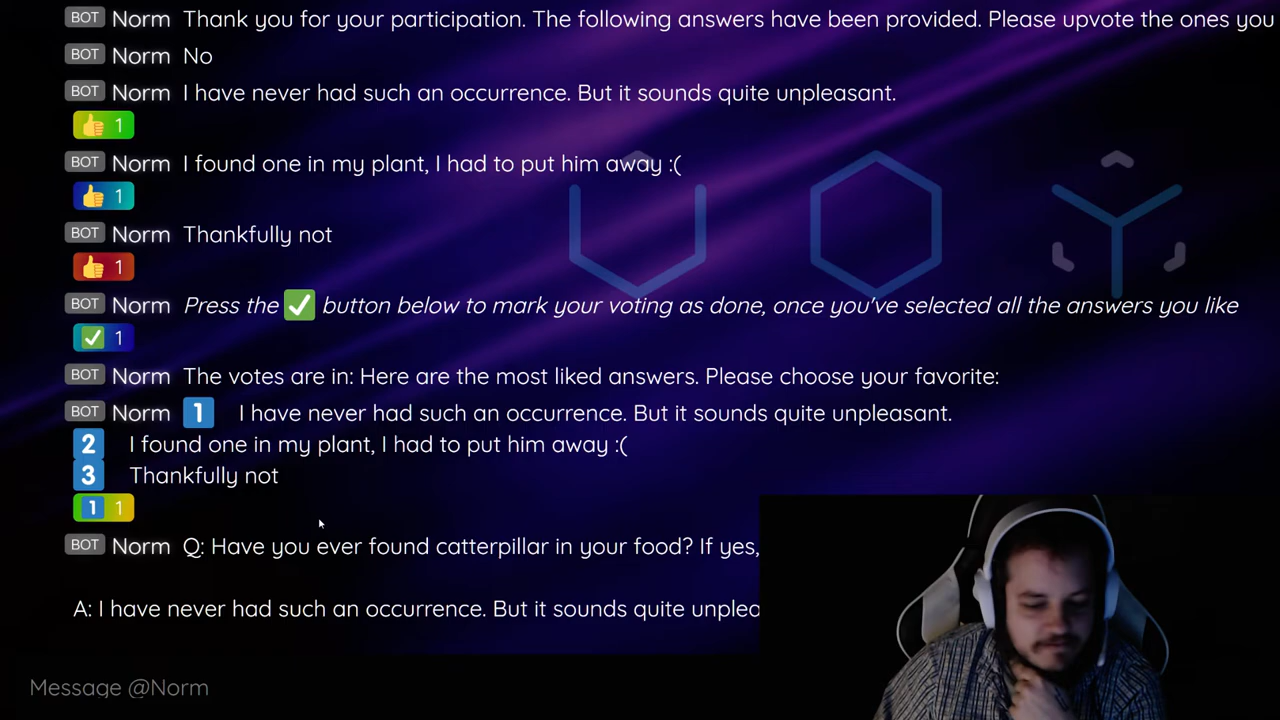 BOT Norm Thank you for your participation. The following answers have been provided. Please upvote the ones you
BOT Norm No
BOT Norm I have never had such an occurrence. But it sounds quite unpleasant.
👍 1
BOT Norm I found one in my plant, I had to put him away :(
👍 1
BOT Norm Thankfully not
👍 1
BOT Norm Press the ✅ button below to mark your voting as done, once you've selected all the answers you like
✅ 1
BOT Norm The votes are in: Here are the most liked answers. Please choose your favorite:
BOT Norm 1 I have never had such an occurrence. But it sounds quite unpleasant.
2 I found one in my plant, I had to put him away :(
3 Thankfully not
1 1
BOT Norm Q: Have you ever found catterpillar in your food? If yes,
A: I have never had such an occurrence. But it sounds quite
Message @Norm